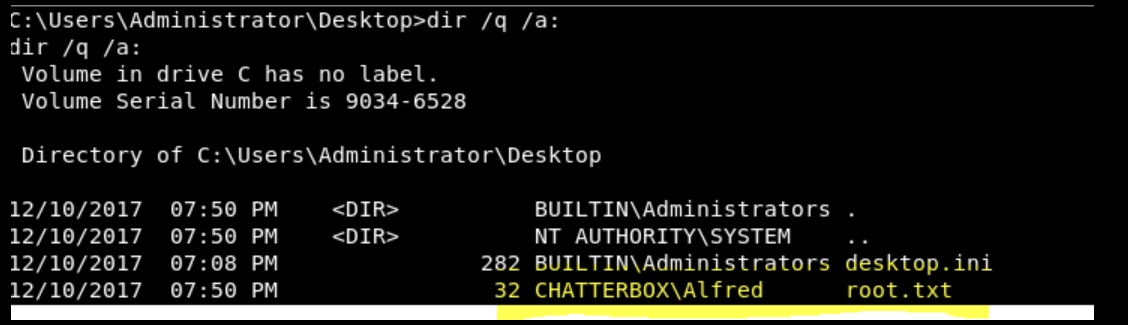 C:\Users\Administrator\Desktop>dir /q /a:
dir /q /a:
 Volume in drive C has no label.
 Volume Serial Number is 9034-6528

 Directory of C:\Users\Administrator\Desktop

12/10/2017  07:50 PM    <DIR>          BUILTIN\Administrators .
12/10/2017  07:50 PM    <DIR>          NT AUTHORITY\SYSTEM    ..
12/10/2017  07:08 PM               282 BUILTIN\Administrators desktop.ini
12/10/2017  07:50 PM                32 CHATTERBOX\Alfred      root.txt